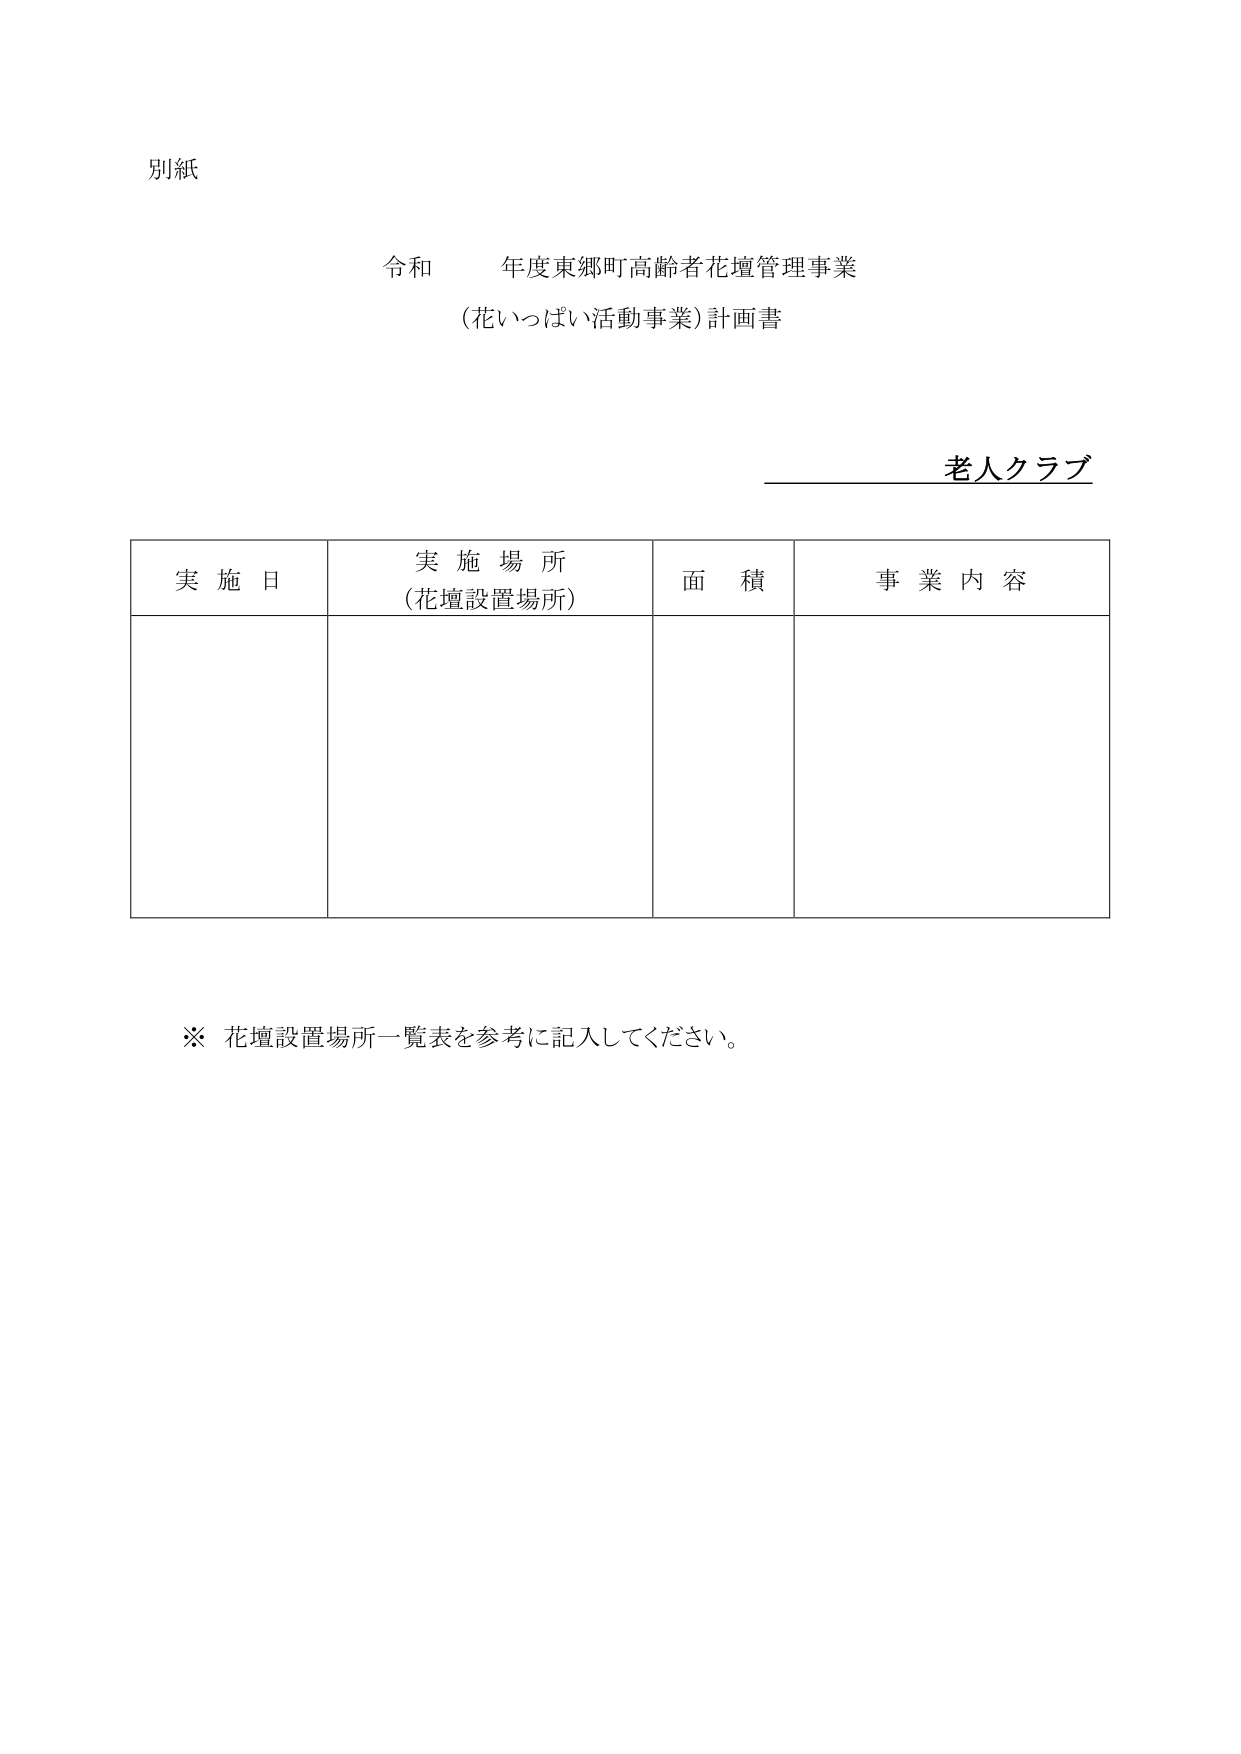 別紙
令和　　年度東郷町高齢者花壇管理事業
（花いっぱい活動事業）計画書
老人クラブ
実 施 日
実 施 場 所
（花壇設置場所）
面　積
事 業 内 容
※ 花壇設置場所一覧表を参考に記入してください。